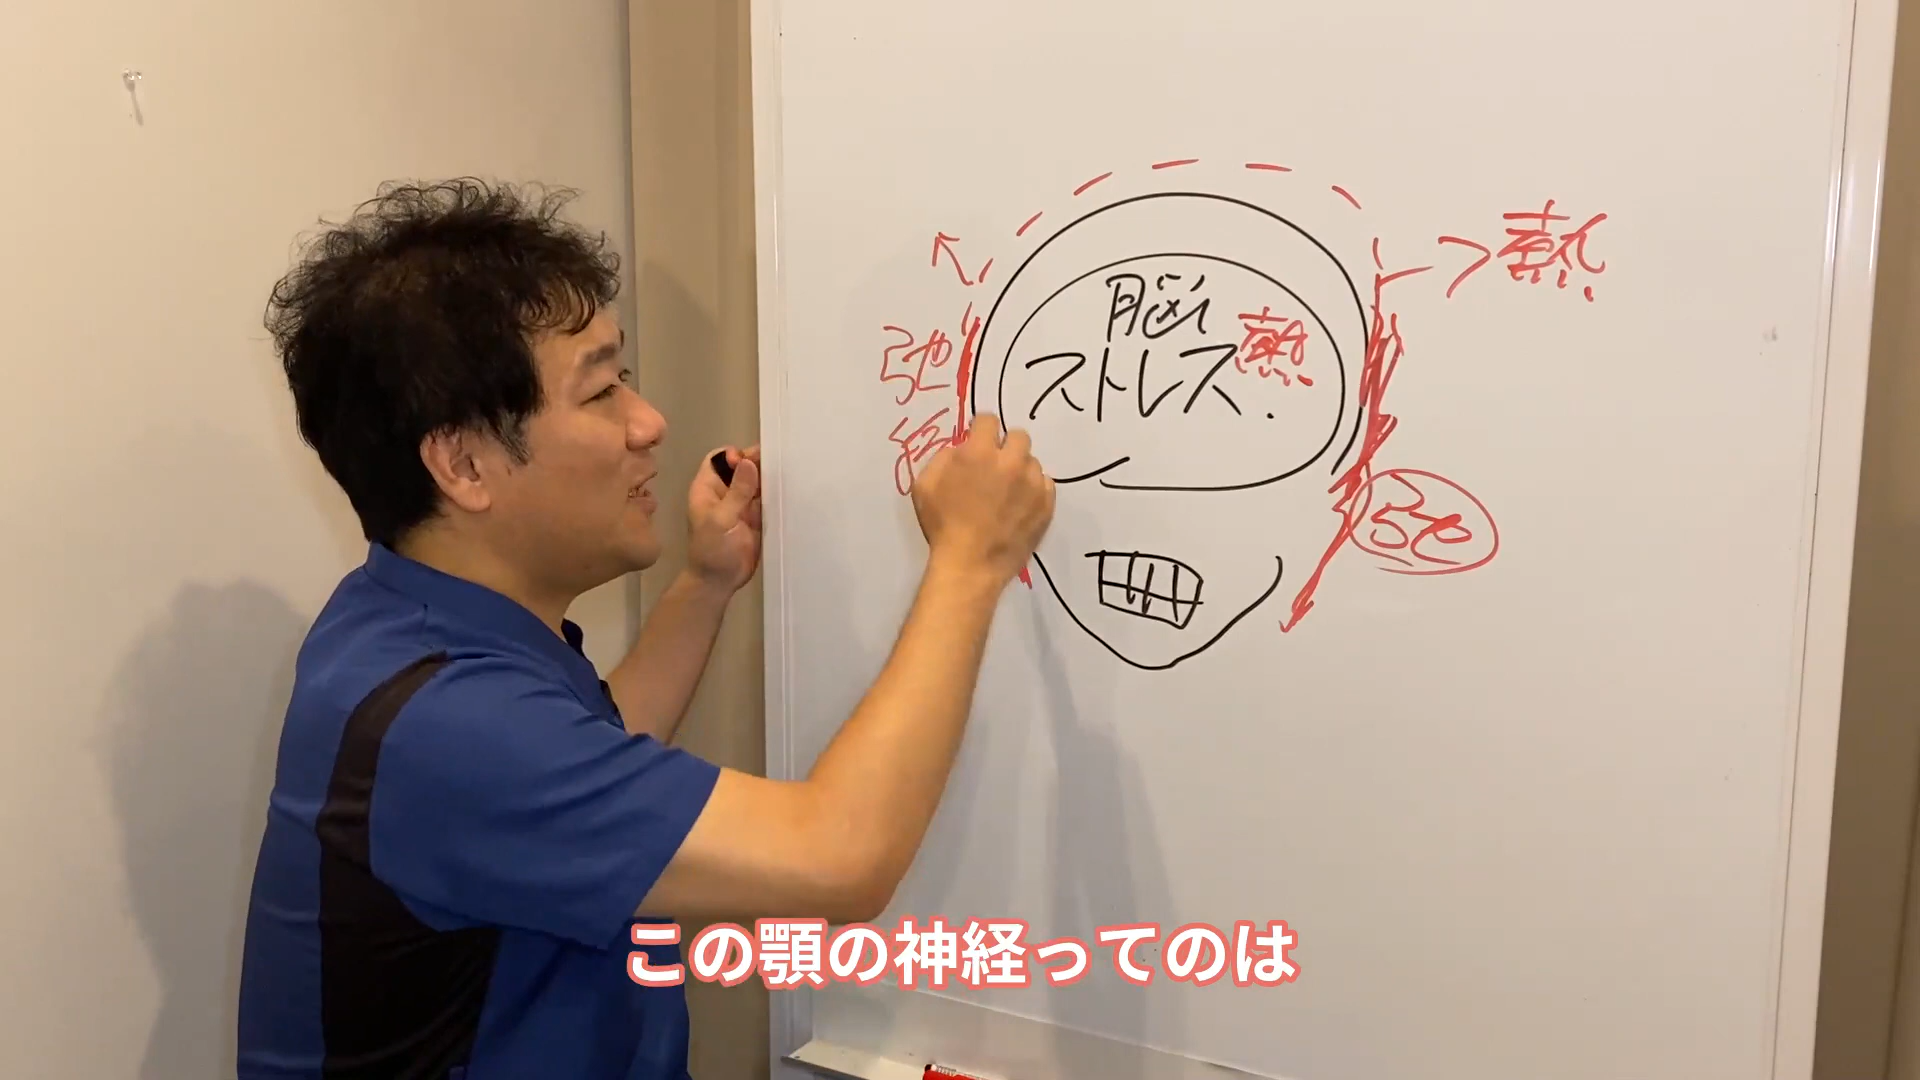 脳
ストレス.
熱
熱
弛
弛
この顎の神経ってのは